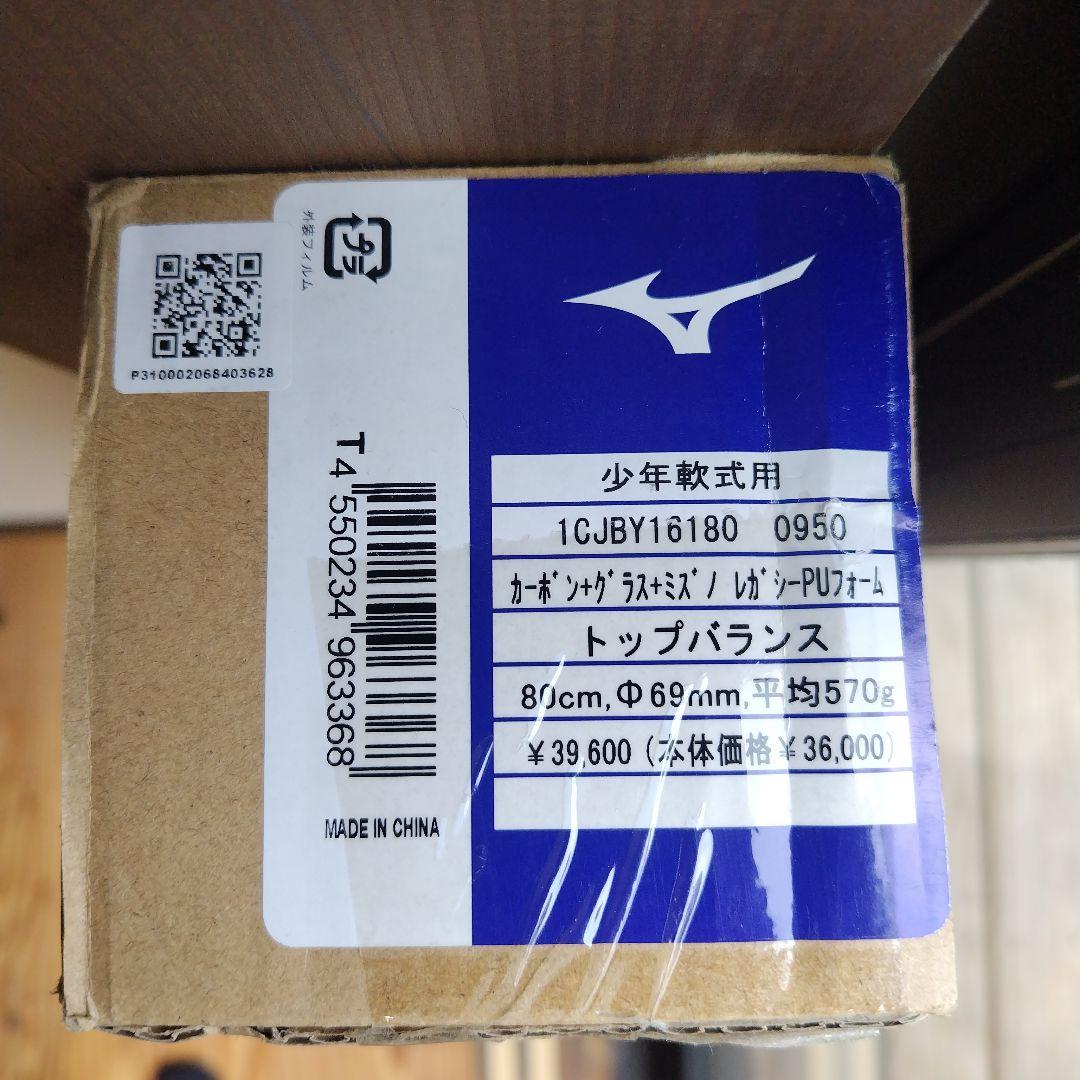 外装フィルム
プラ
P310002068403628
T4 550234 963368
MADE IN CHINA
少年軟式用
1CJBY16180 0950
カーボン+グラス+ミズノ レガシーPUフォーム
トップバランス
80cm,Φ69mm,平均570g
¥39,600 (本体価格¥36,000)